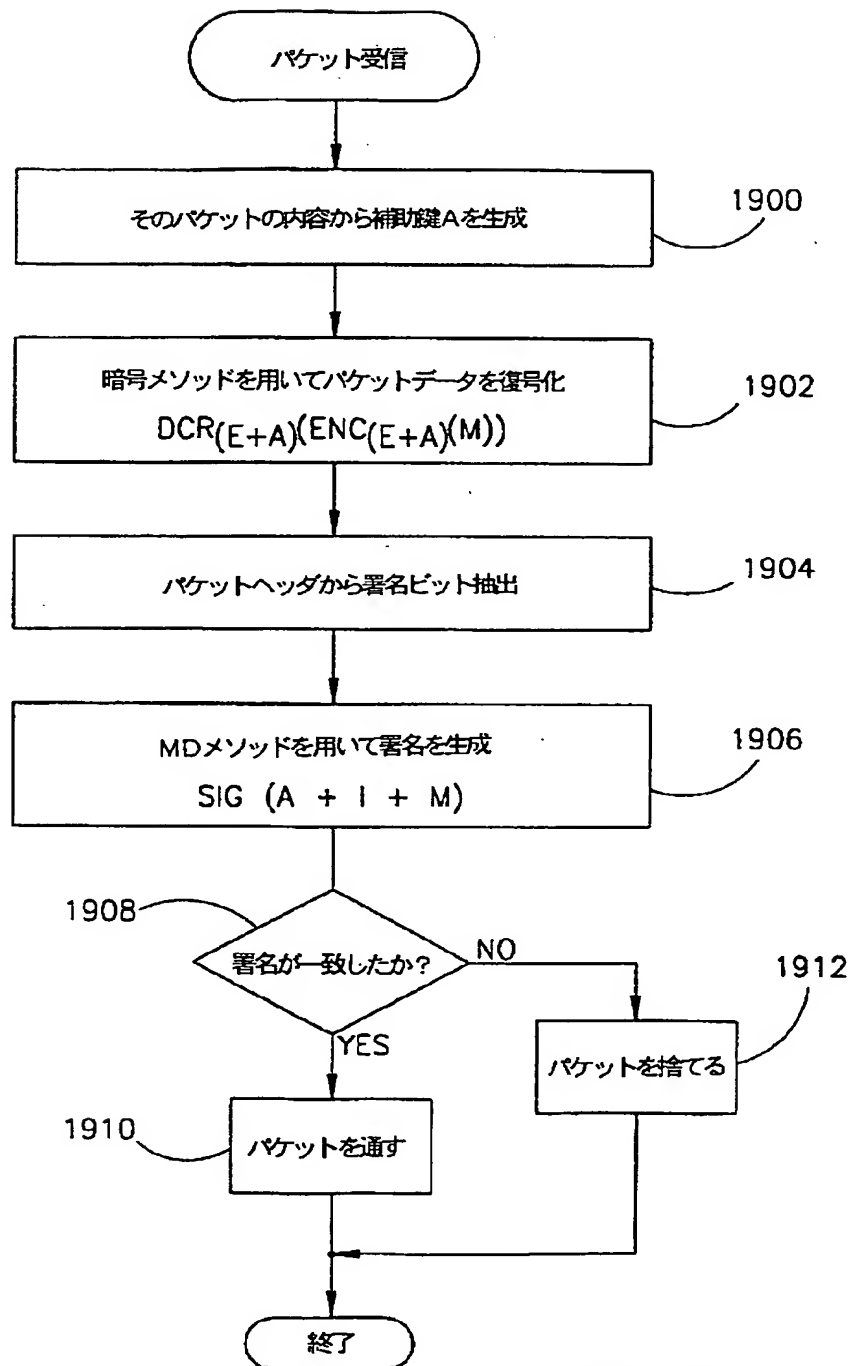 パケット受信
そのパケットの内容から補助鍵Aを生成
1900
暗号メソッドを用いてパケットデータを復号化
DCR(E+A)(ENC(E+A)(M))
1902
パケットヘッダから署名ビット抽出
1904
MDメソッドを用いて署名を生成
SIG (A + I + M)
1906
1908
署名が一致したか?
NO
YES
1912
パケットを捨てる
1910
パケットを通す
終了